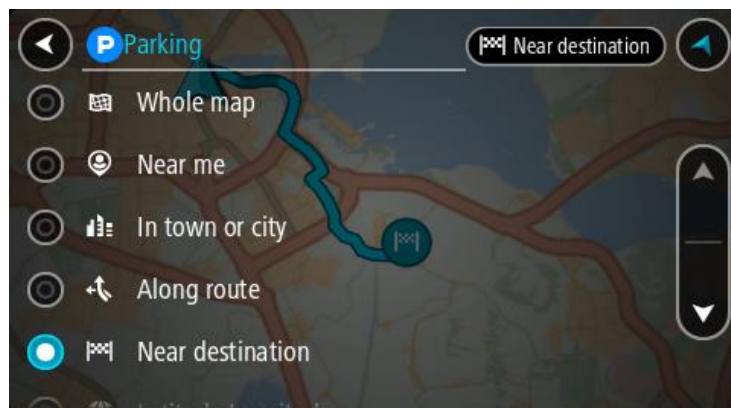 P Parking
Near destination
Whole map
Near me
In town or city
Along route
Near destination